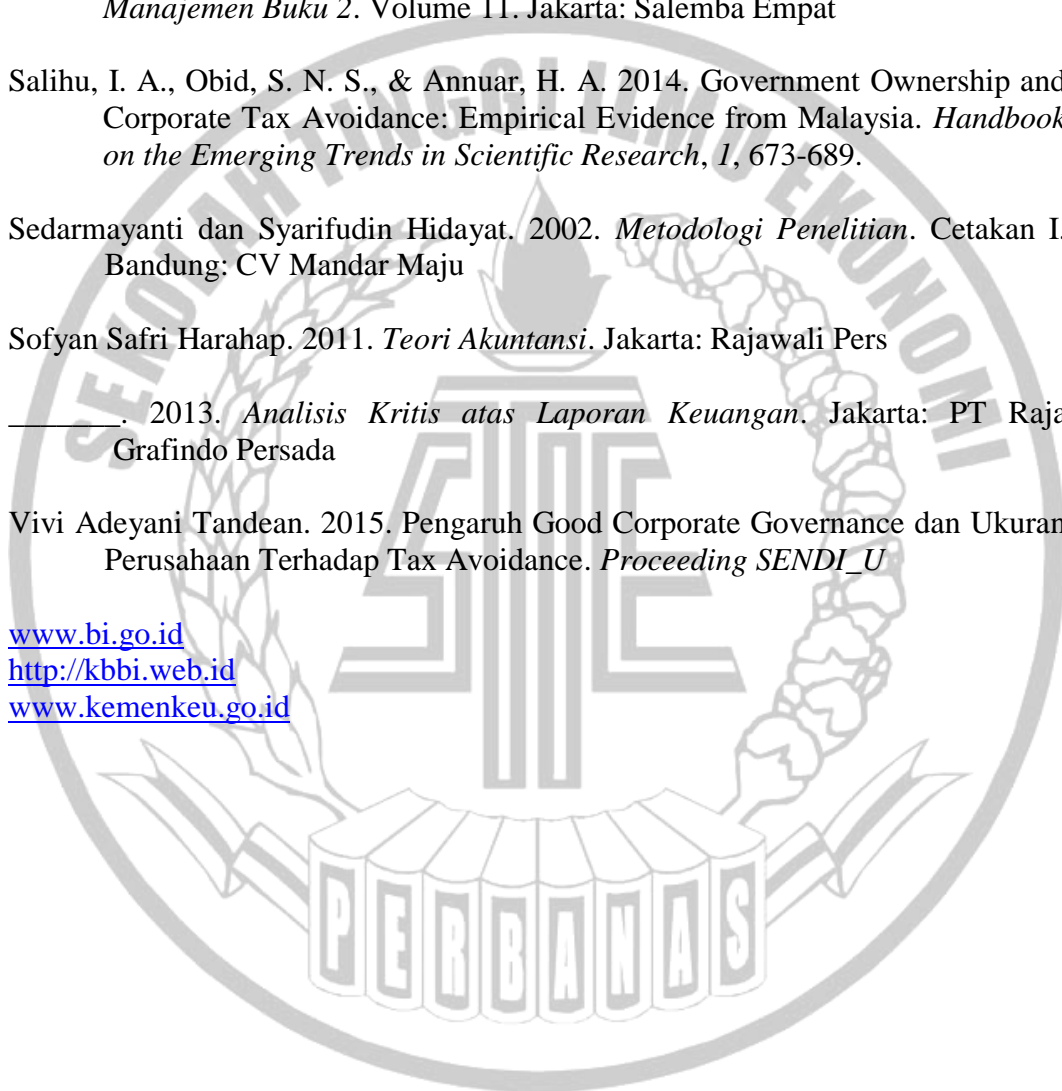 Manajemen Buku 2. Volume 11. Jakarta: Salemba Empat
Salihu, I. A., Obid, S. N. S., & Annuar, H. A. 2014. Government Ownership and
Corporate Tax Avoidance: Empirical Evidence from Malaysia. Handbook
on the Emerging Trends in Scientific Research, 1, 673-689.
Sedarmayanti dan Syarifudin Hidayat. 2002. Metodologi Penelitian. Cetakan I.
Bandung: CV Mandar Maju
Sofyan Safri Harahap. 2011. Teori Akuntansi. Jakarta: Rajawali Pers
_______. 2013. Analisis Kritis atas Laporan Keuangan. Jakarta: PT Raja
Grafindo Persada
Vivi Adeyani Tandean. 2015. Pengaruh Good Corporate Governance dan Ukuran
Perusahaan Terhadap Tax Avoidance. Proceeding SENDI_U
www.bi.go.id
http://kbbi.web.id
www.kemenkeu.go.id
SEKOLAH TINGGI ILMU EKONOMI
PERBANAS